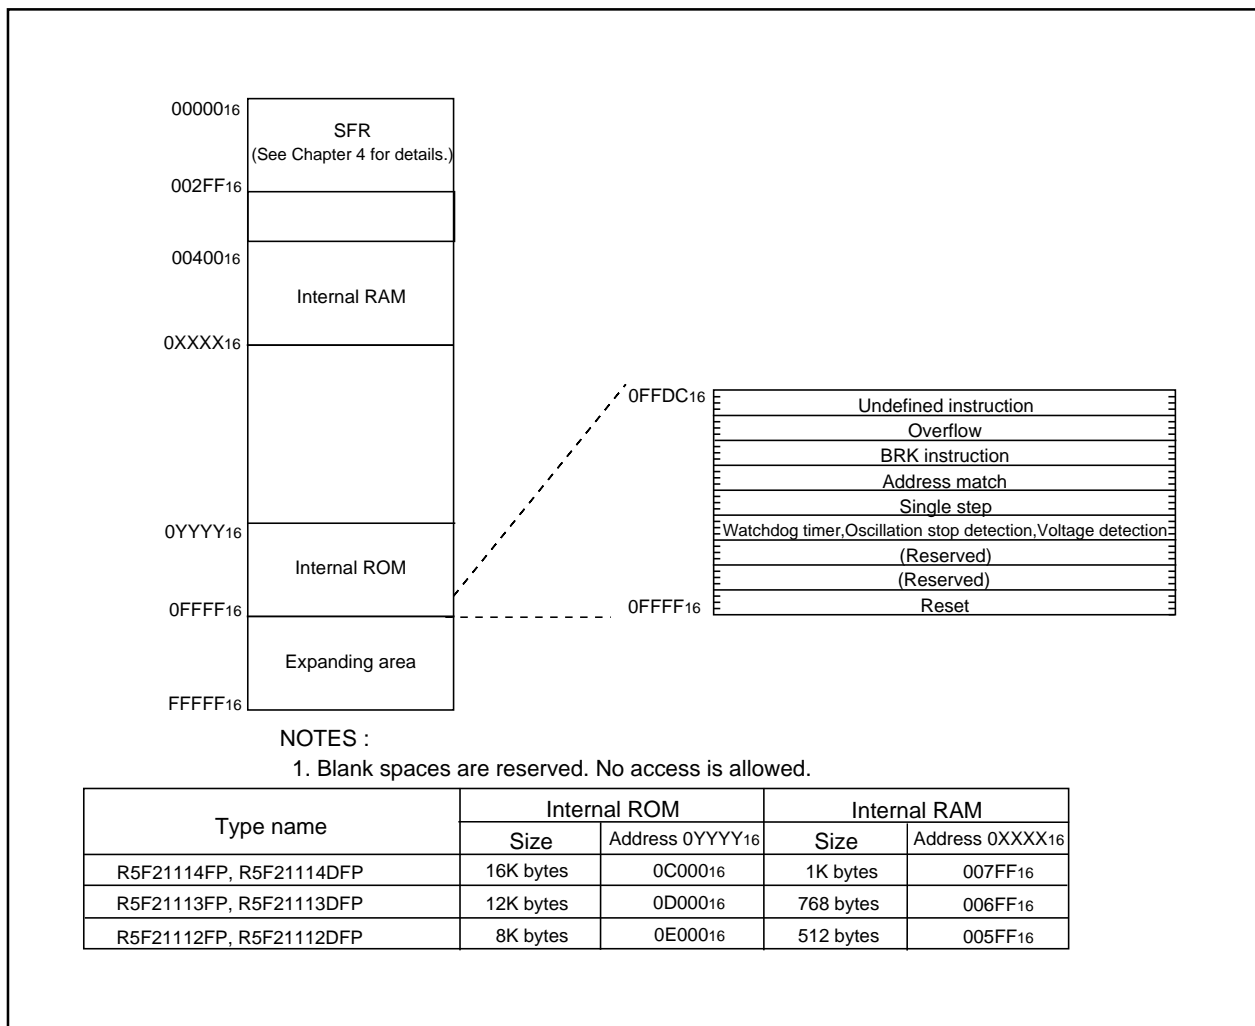 0000016
SFR
(See Chapter 4 for details.)
002FF16
0040016
Internal RAM
0XXXX16
0YYYY16
Internal ROM
0FFFF16
Expanding area
FFFFF16
0FFDC16
Undefined instruction
Overflow
BRK instruction
Address match
Single step
Watchdog timer,Oscillation stop detection,Voltage detection
(Reserved)
(Reserved)
0FFFF16
Reset
NOTES :
1. Blank spaces are reserved. No access is allowed.
Type name Internal ROM Internal RAM
Size Address 0YYYY16 Size Address 0XXXX16
R5F21114FP, R5F21114DFP 16K bytes 0C00016 1K bytes 007FF16
R5F21113FP, R5F21113DFP 12K bytes 0D00016 768 bytes 006FF16
R5F21112FP, R5F21112DFP 8K bytes 0E00016 512 bytes 005FF16